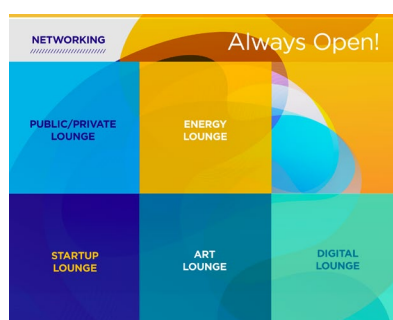 NETWORKING
Always Open!
PUBLIC/PRIVATE
LOUNGE
ENERGY
LOUNGE
STARTUP
LOUNGE
ART
LOUNGE
DIGITAL
LOUNGE